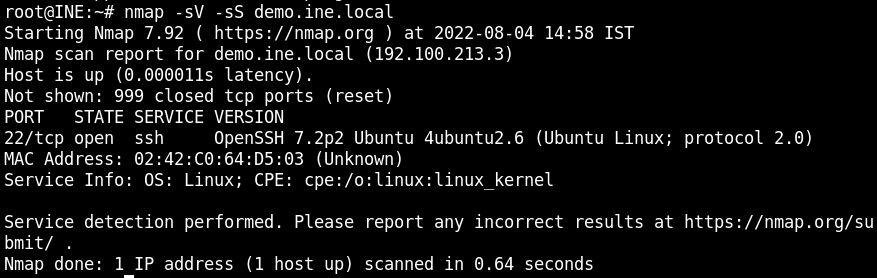 root@INE:~# nmap -sV -sS demo.ine.local
Starting Nmap 7.92 ( https://nmap.org ) at 2022-08-04 14:58 IST
Nmap scan report for demo.ine.local (192.100.213.3)
Host is up (0.000011s latency).
Not shown: 999 closed tcp ports (reset)
PORT   STATE SERVICE VERSION
22/tcp open  ssh     OpenSSH 7.2p2 Ubuntu 4ubuntu2.6 (Ubuntu Linux; protocol 2.0)
MAC Address: 02:42:C0:64:D5:03 (Unknown)
Service Info: OS: Linux; CPE: cpe:/o:linux:linux_kernel

Service detection performed. Please report any incorrect results at https://nmap.org/su
bmit/ .
Nmap done: 1 IP address (1 host up) scanned in 0.64 seconds